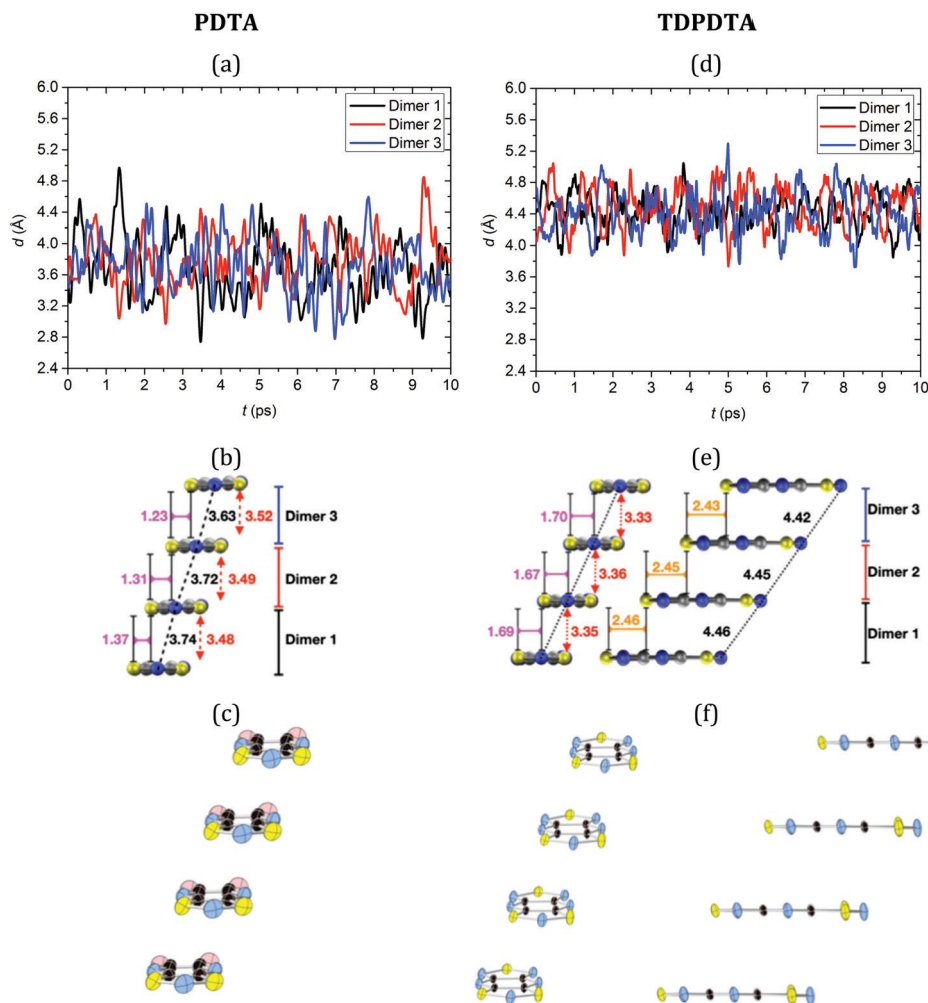 PDTA
TDPDTA
(a)
6.0
5.6
5.2
4.8
4.4
4.0
3.6
3.2
2.8
2.4
d (Å)
0 1 2 3 4 5 6 7 8 9 10
t (ps)
Dimer 1
Dimer 2
Dimer 3
(d)
6.0
5.6
5.2
4.8
4.4
4.0
3.6
3.2
2.8
2.4
d (Å)
0 1 2 3 4 5 6 7 8 9 10
t (ps)
Dimer 1
Dimer 2
Dimer 3
(b)
1.23 3.63 3.52 Dimer 3
1.31 3.72 3.49 Dimer 2
1.37 3.74 3.48 Dimer 1
(e)
1.70 3.33 2.43 4.42 Dimer 3
1.67 3.36 2.45 4.45 Dimer 2
1.69 3.35 2.46 4.46 Dimer 1
(c)
(f)